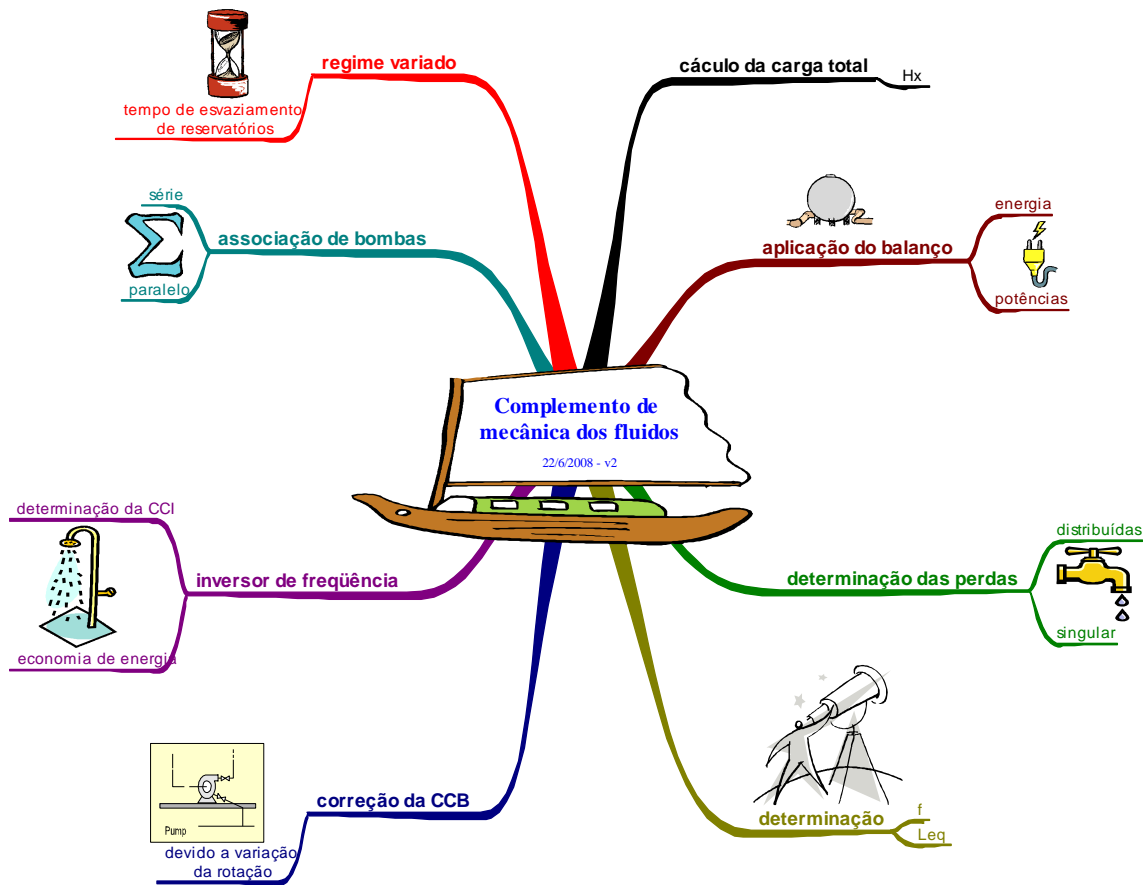 Complemento de
mecânica dos fluidos
22/6/2008 - v2
cáculo da carga total
Hx
aplicação do balanço
energia
potências
determinação das perdas
distribuídas
singular
determinação
f
Leq
correção da CCB
devido a variação
da rotação
Pump
inversor de freqüência
determinação da CCI
economia de energia
associação de bombas
série
paralelo
regime variado
tempo de esvaziamento
de reservatórios